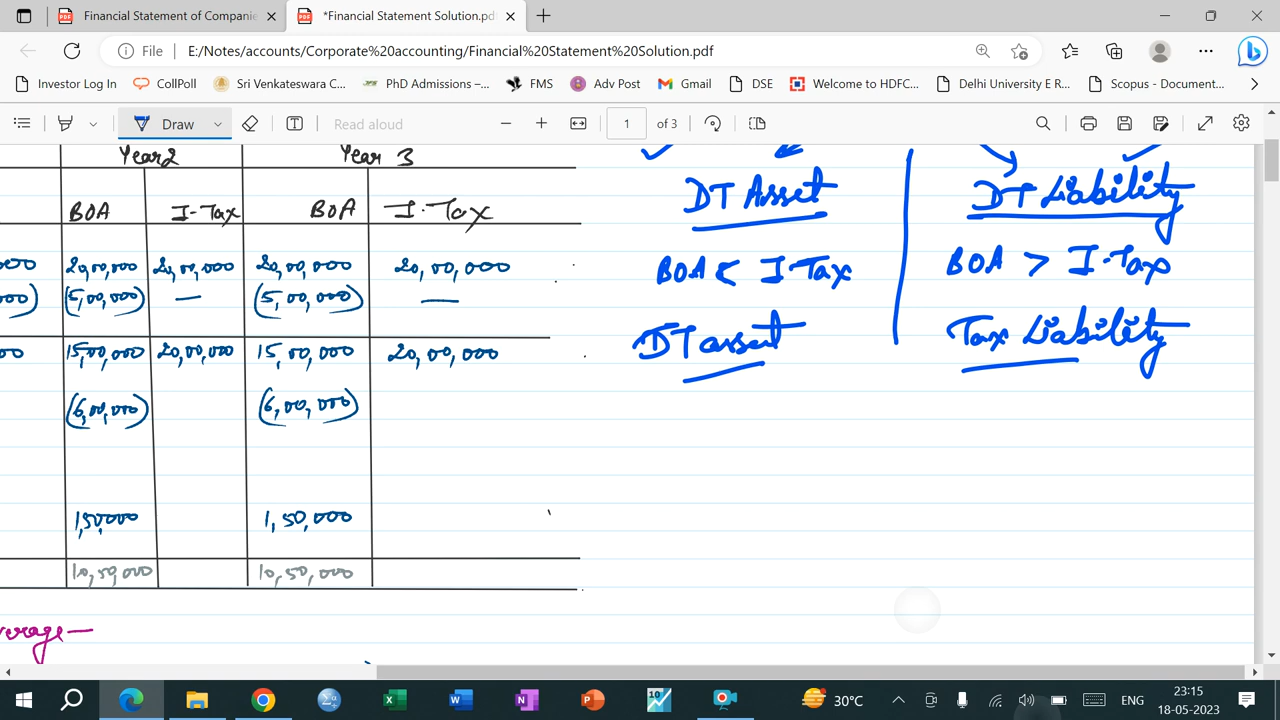 Financial Statement of Companie
*Financial Statement Solution.pdf
File E:/Notes/accounts/Corporate%20accounting/Financial%20Statement%20Solution.pdf
Investor Log In CollPoll Sri Venkateswara C... PhD Admissions –... FMS Adv Post Gmail DSE Welcome to HDFC... Delhi University E R... Scopus - Document...
Draw Read aloud 1 of 3
Year 2 Year 3
BOA I-Tax BOA I-Tax
000 20,00,000 20,00,000 20,00,000 20,00,000
000) (5,00,000) — (5,00,000) —
00 15,00,000 20,00,000 15,00,000 20,00,000
(6,00,000) (6,00,000)
1,50,000 1,50,000
10,50,000 10,50,000
verage—
DT Asset
BOA < I-Tax
DT asset
DT Liability
BOA > I-Tax
Tax Liability
30°C ENG 23:15
18-05-2023